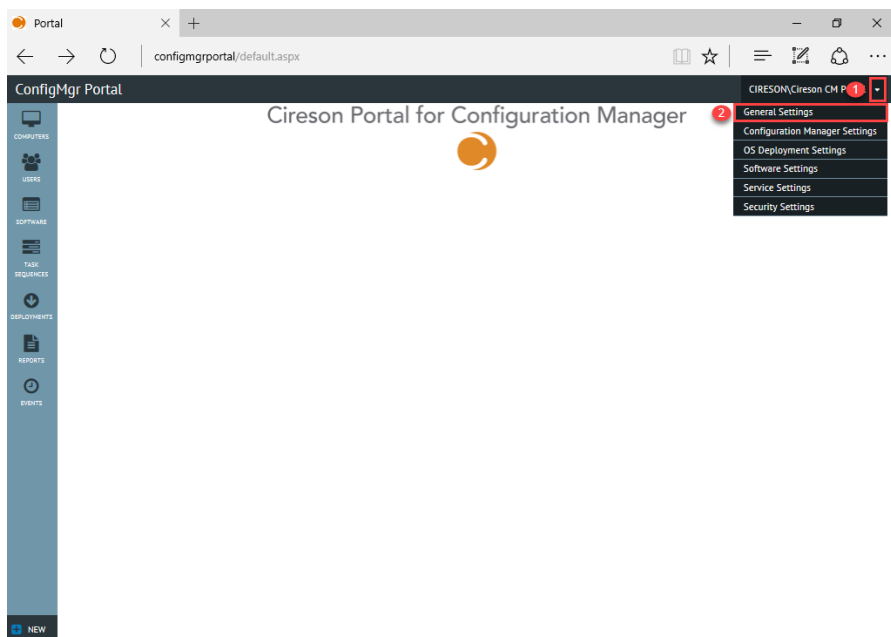 Portal
configmgrportal/default.aspx
ConfigMgr Portal
CIRESON\Cireson CM P
1
Cireson Portal for Configuration Manager
2
General Settings
Configuration Manager Settings
OS Deployment Settings
Software Settings
Service Settings
Security Settings
COMPUTERS
USERS
SOFTWARE
TASK
SEQUENCES
DEPLOYMENTS
REPORTS
EVENTS
NEW